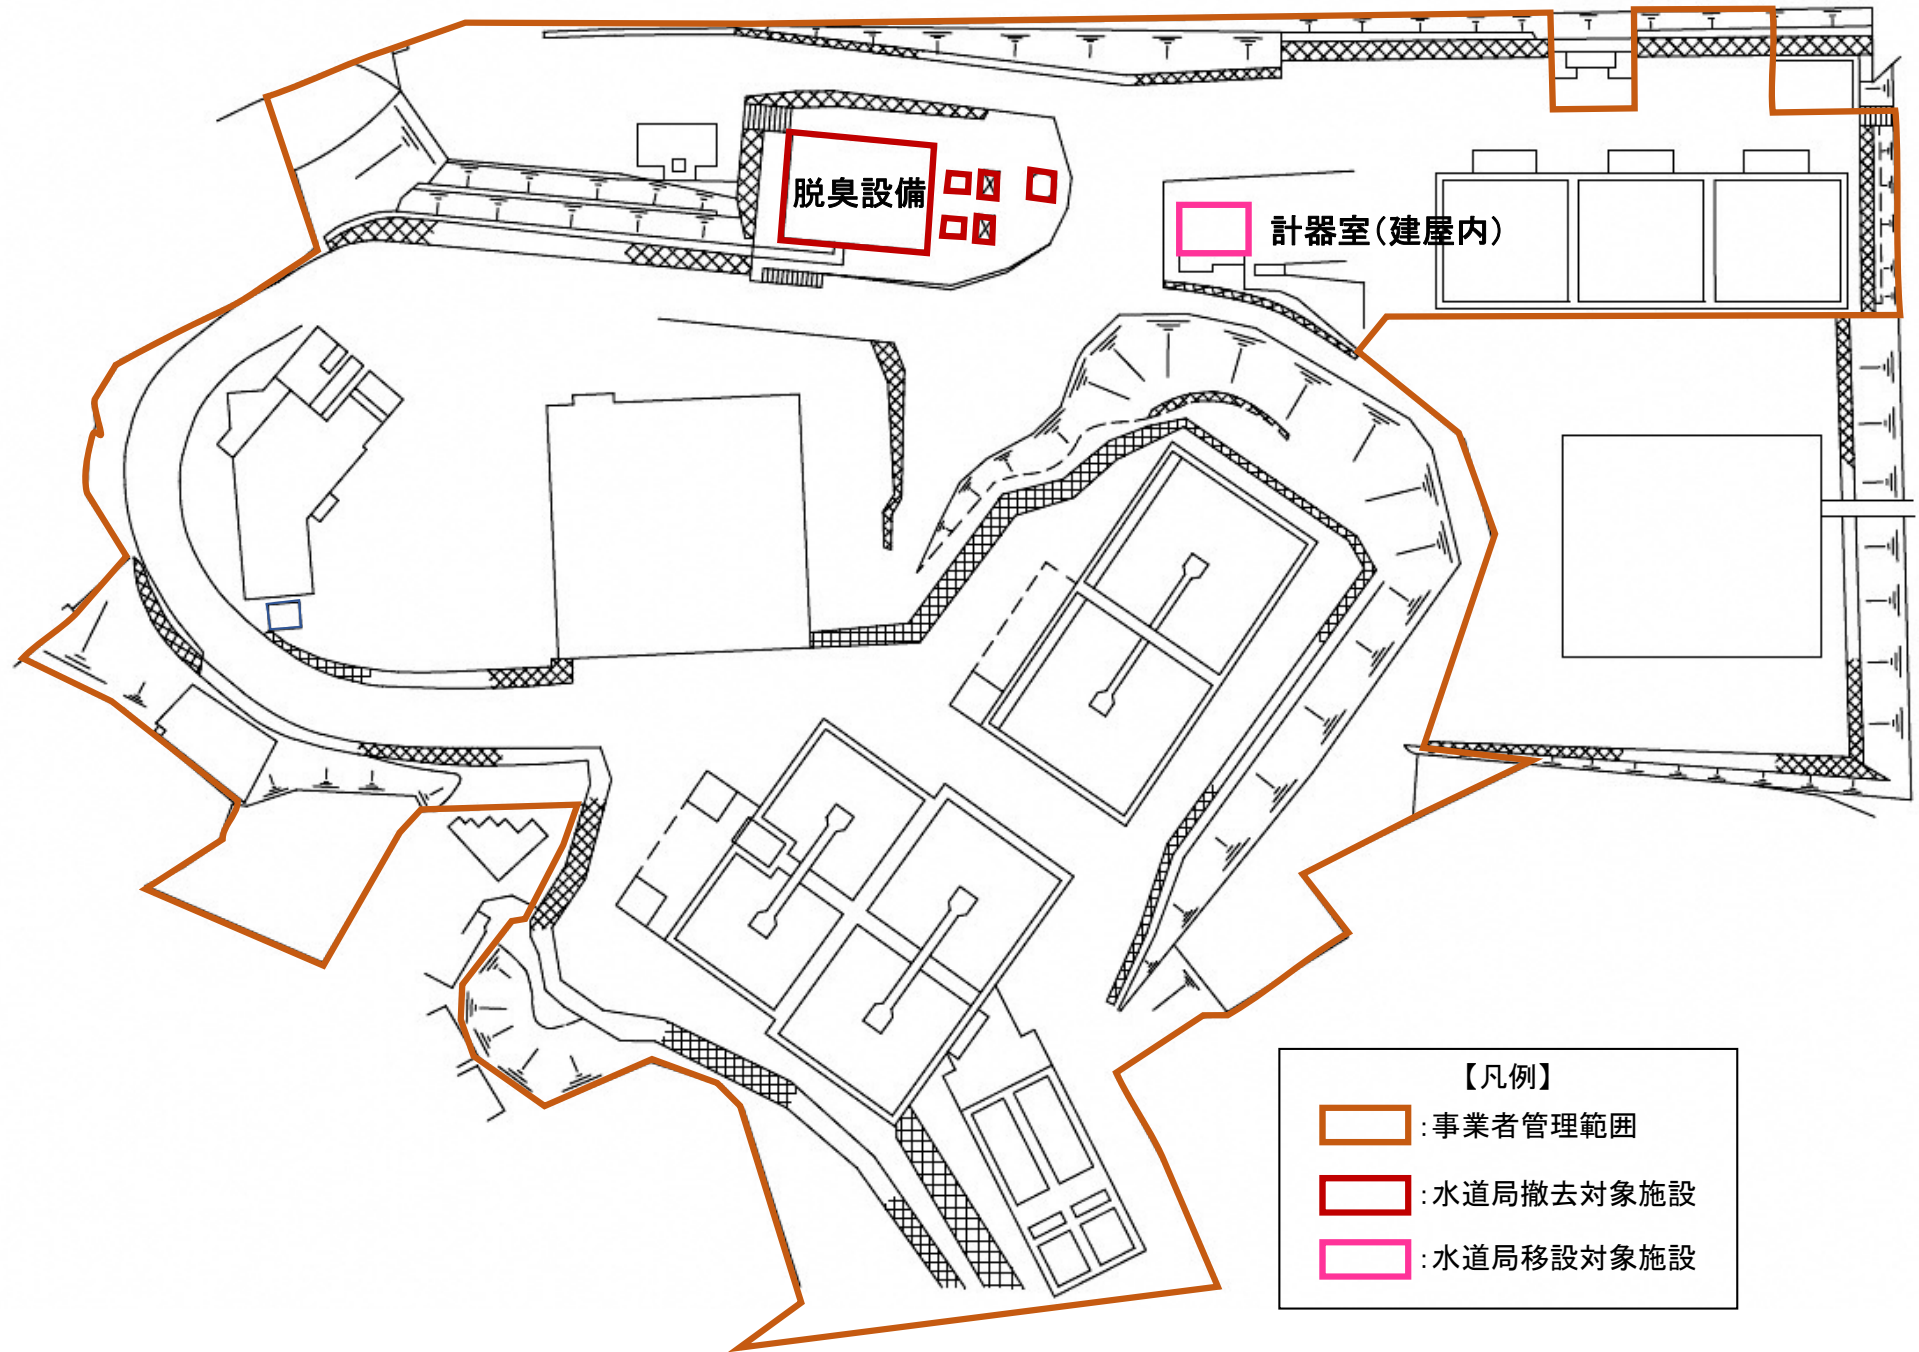 脱臭設備
計器室(建屋内)
【凡例】
:事業者管理範囲
:水道局撤去対象施設
:水道局移設対象施設